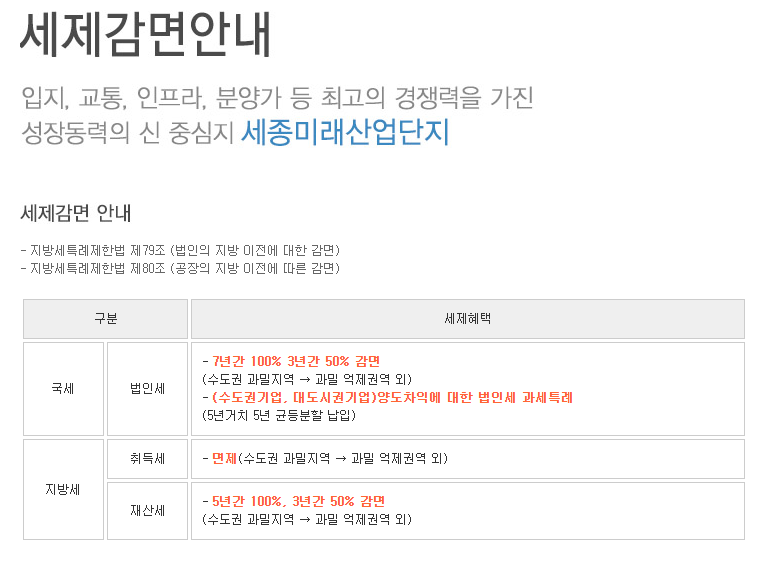 세제감면안내
입지, 교통, 인프라, 분양가 등 최고의 경쟁력을 가진
성장동력의 신 중심지 세종미래산업단지
세제감면 안내
- 지방세특례제한법 제79조 (법인의 지방 이전에 대한 감면)
- 지방세특례제한법 제80조 (공장의 지방 이전에 따른 감면)
구분 세제혜택
국세 법인세
- 7년간 100% 3년간 50% 감면
(수도권 과밀지역 → 과밀 억제권역 외)
- (수도권기업, 대도시권기업)양도차익에 대한 법인세 과세특례
(5년거치 5년 균등분할 납입)
지방세
취득세 - 면제(수도권 과밀지역 → 과밀 억제권역 외)
재산세
- 5년간 100%, 3년간 50% 감면
(수도권 과밀지역 → 과밀 억제권역 외)